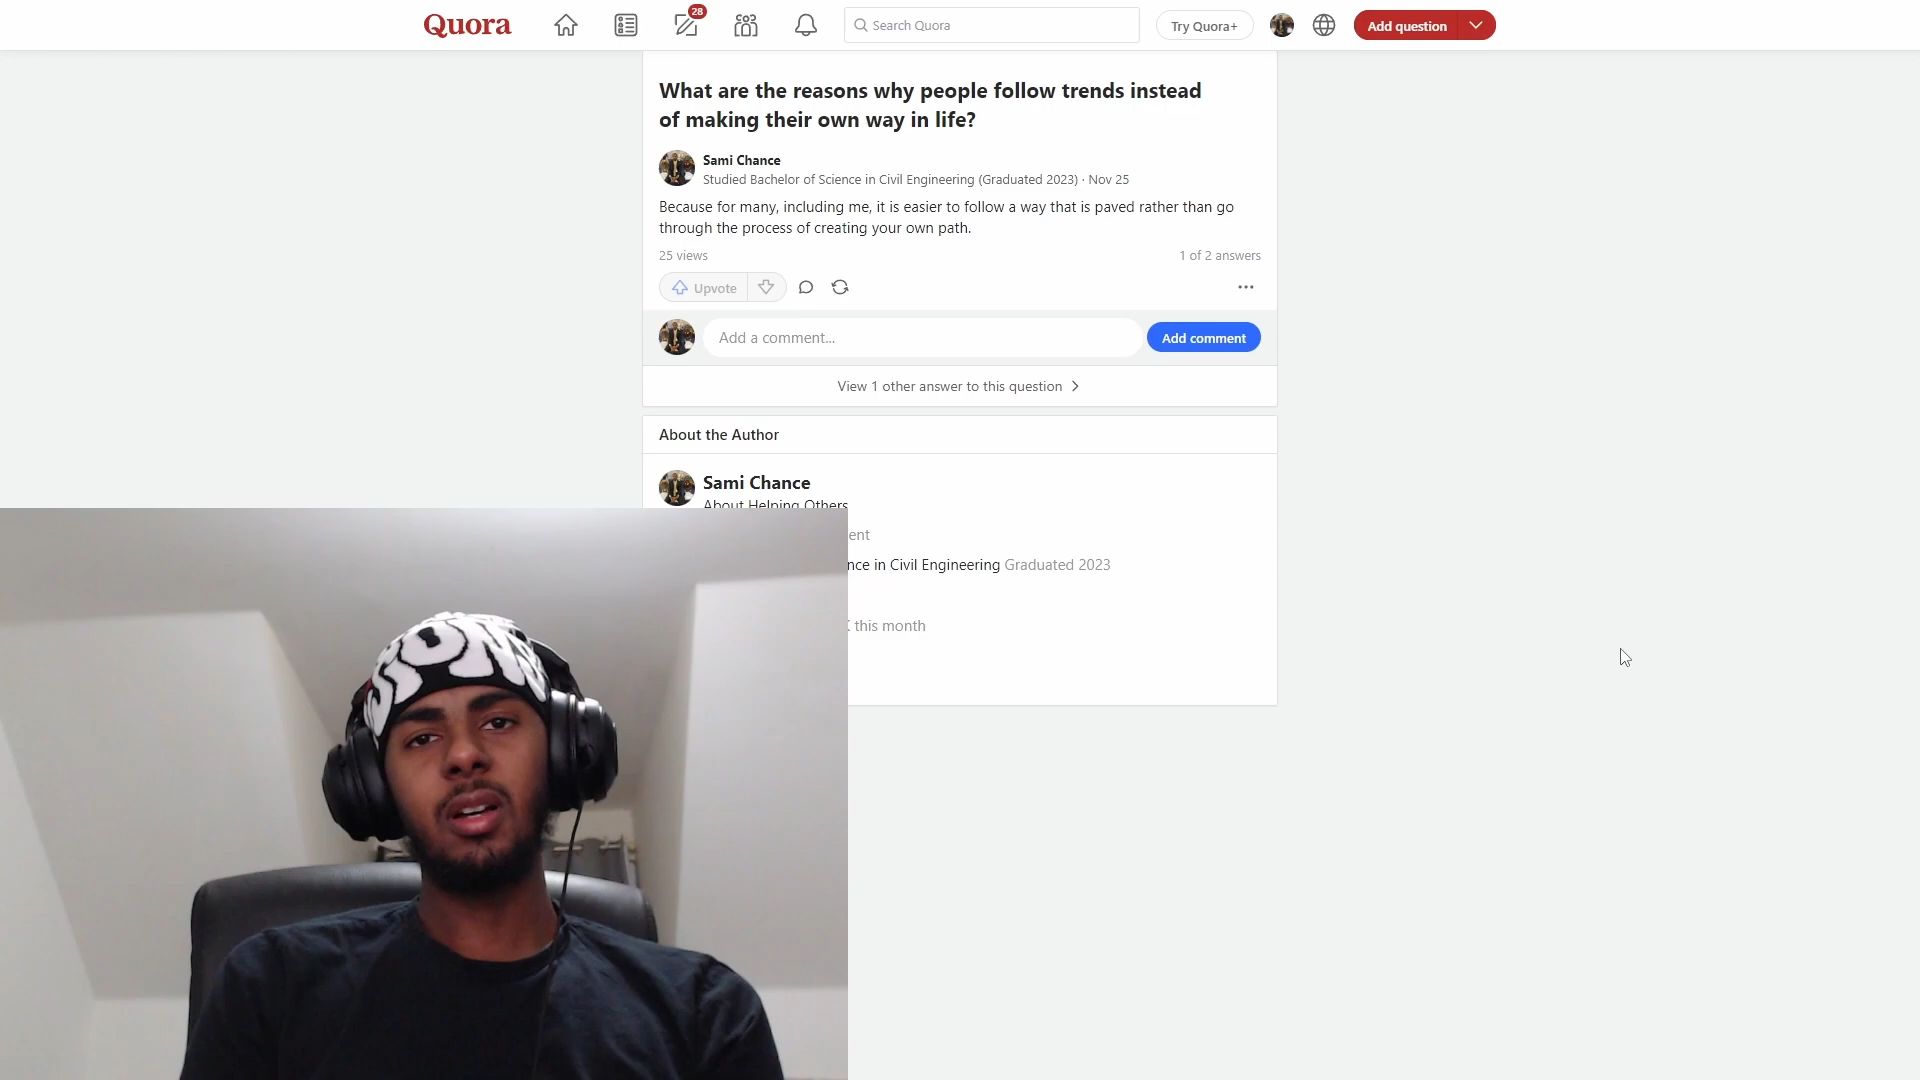 Quora
28
Search Quora
Try Quora+
Add question
What are the reasons why people follow trends instead
of making their own way in life?
Sami Chance
Studied Bachelor of Science in Civil Engineering (Graduated 2023) · Nov 25
Because for many, including me, it is easier to follow a way that is paved rather than go
through the process of creating your own path.
25 views
1 of 2 answers
Upvote
Add a comment...
Add comment
View 1 other answer to this question
About the Author
Sami Chance
About Helping Others
ent
nce in Civil Engineering Graduated 2023
this month